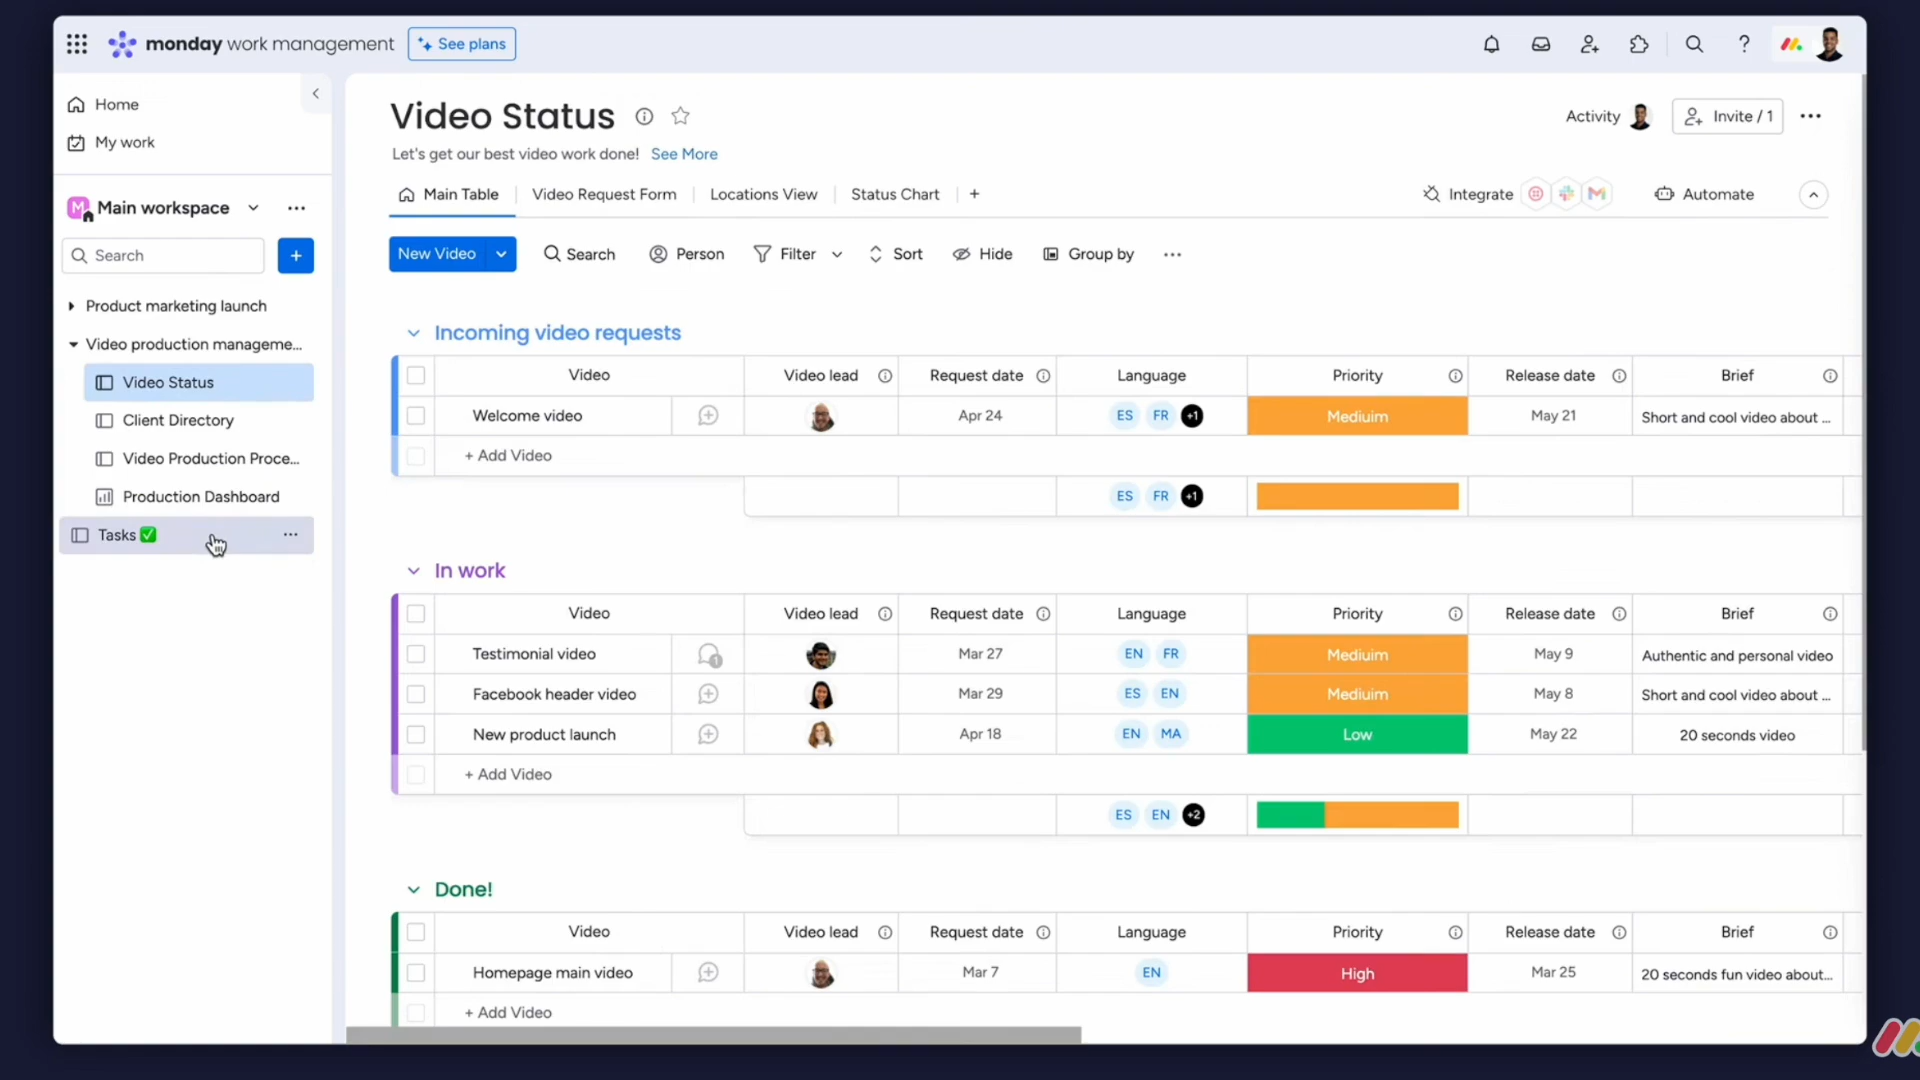 monday work management
See plans
Home
My work
M Main workspace
Search
+
Product marketing launch
Video production manageme...
Video Status
Client Directory
Video Production Proce...
Production Dashboard
Tasks ✅
Video Status
Activity
Invite / 1
Let's get our best video work done! See More
Main Table
Video Request Form
Locations View
Status Chart
+
Integrate
Automate
New Video
Search
Person
Filter
Sort
Hide
Group by
Incoming video requests
Video Video lead Request date Language Priority Release date Brief
Welcome video Apr 24 ES FR +1 Mediuim May 21 Short and cool video about ...
+ Add Video
ES FR +1
In work
Video Video lead Request date Language Priority Release date Brief
Testimonial video 1 Mar 27 EN FR Mediuim May 9 Authentic and personal video
Facebook header video Mar 29 ES EN Mediuim May 8 Short and cool video about ...
New product launch Apr 18 EN MA Low May 22 20 seconds video
+ Add Video
ES EN +2
Done!
Video Video lead Request date Language Priority Release date Brief
Homepage main video Mar 7 EN High Mar 25 20 seconds fun video about...
+ Add Video